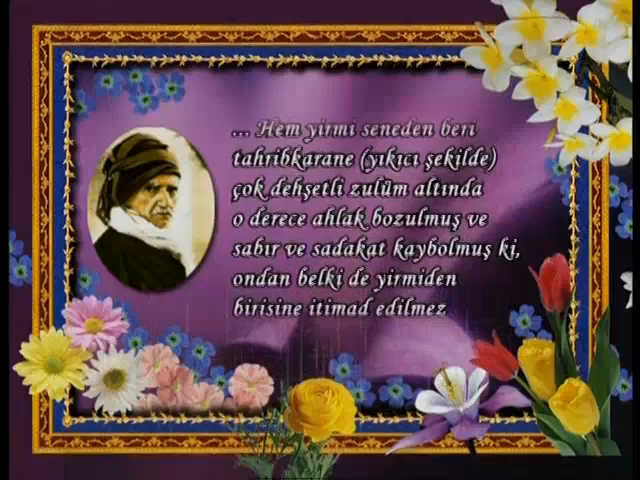 ... Hem yirmi seneden beri
tahribkarane (yıkıcı şekilde)
çok dehşetli zulüm altında
o derece ahlak bozulmuş ve
sabır ve sadakat kaybolmuş ki,
ondan belki de yirmiden
birisine itimad edilmez